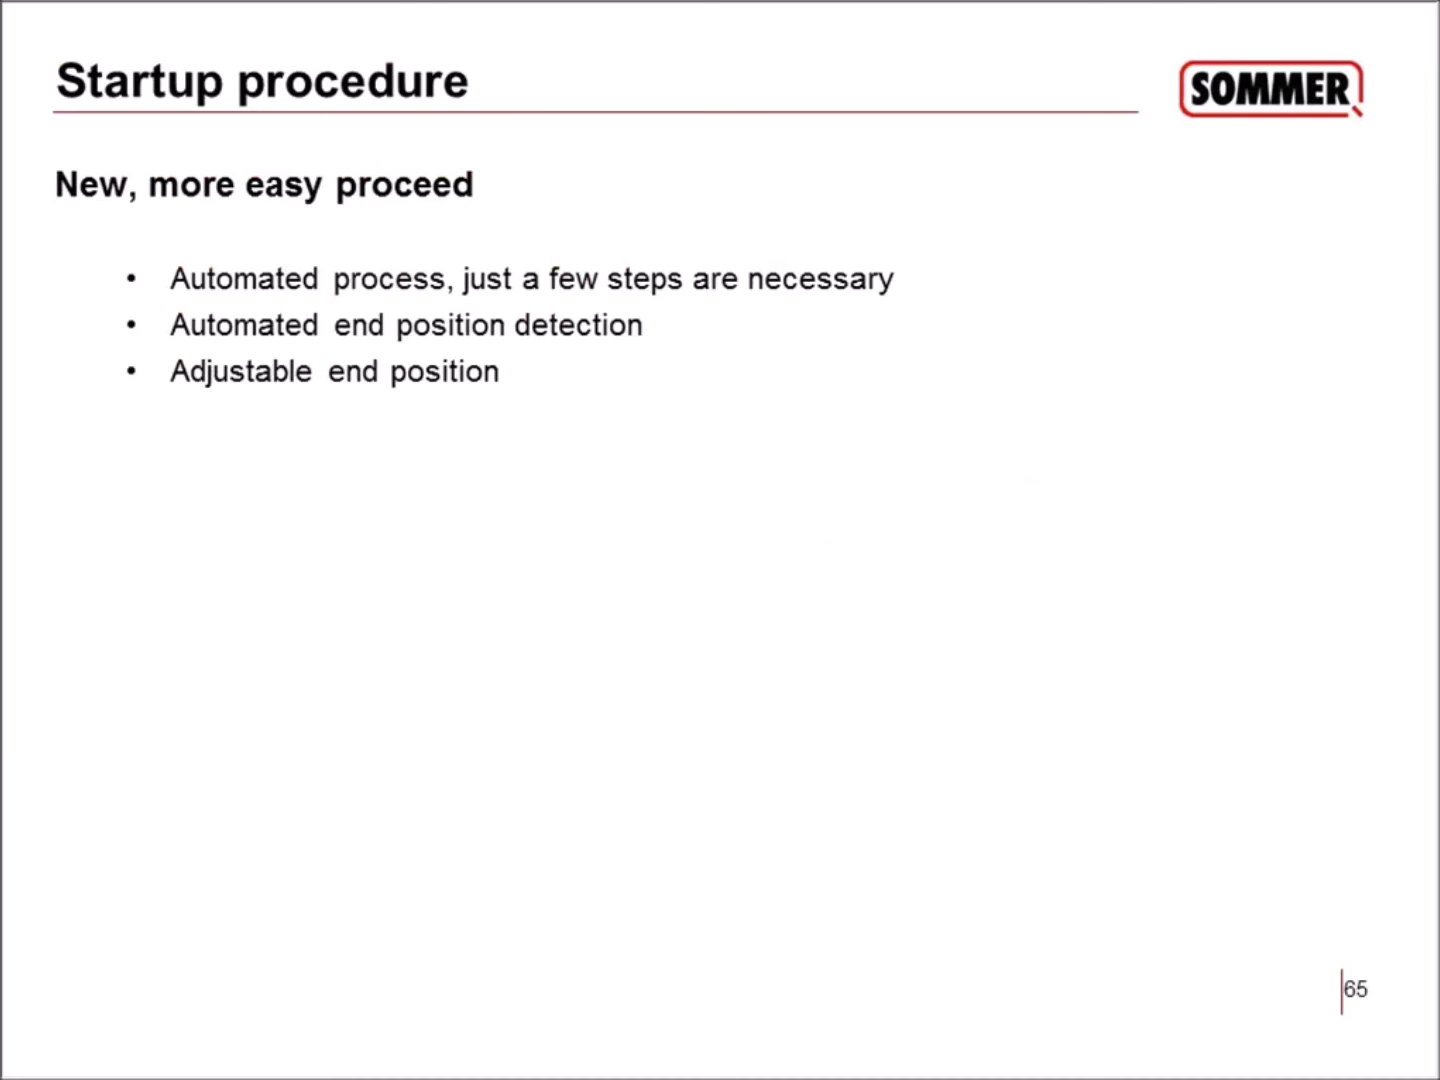 Startup procedure
SOMMER
New, more easy proceed
• Automated process, just a few steps are necessary
• Automated end position detection
• Adjustable end position
65